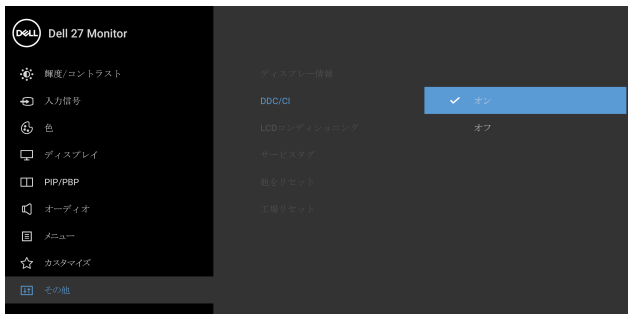 DELL Dell 27 Monitor
輝度/コントラスト
入力信号
色
ディスプレイ
PIP/PBP
オーディオ
メニュー
カスタマイズ
その他
ディスプレー情報
DDC/CI
LCDコンディショニング
サービスタグ
他をリセット
工場リセット
オン
オフ